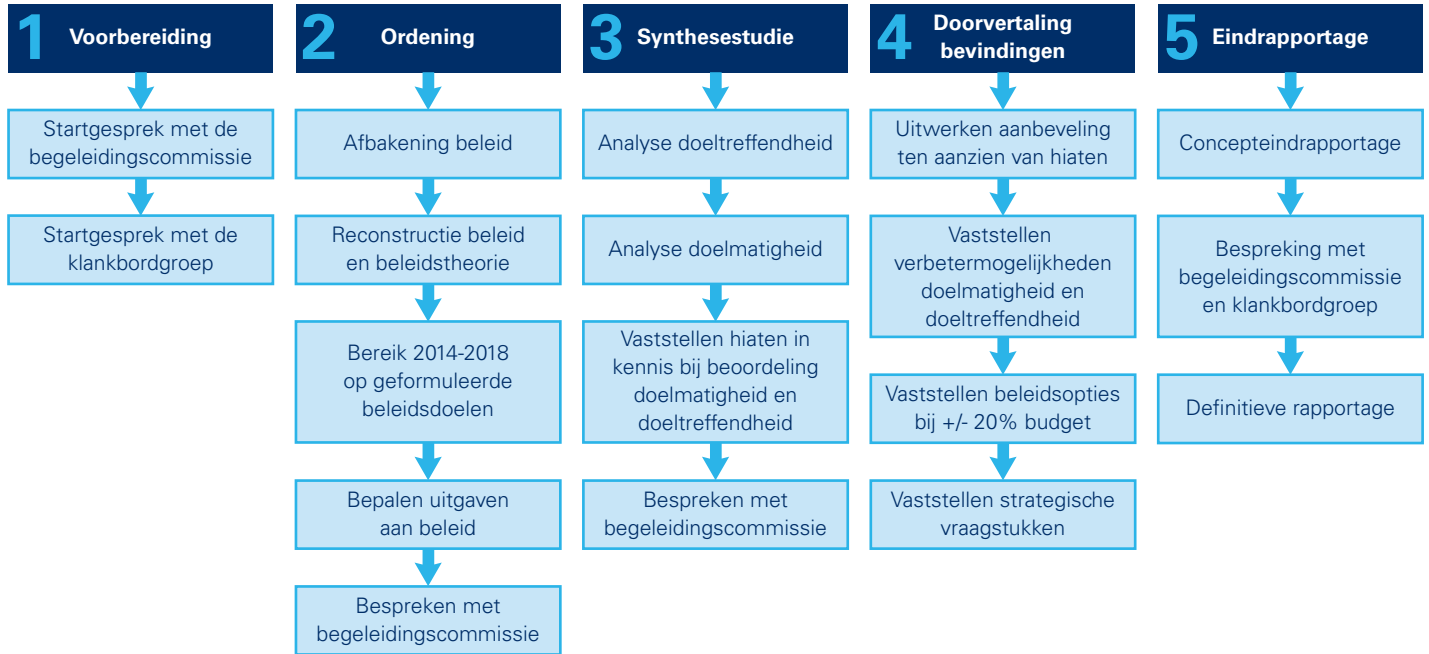 1 Voorbereiding
Startgesprek met de
begeleidingscommissie
Startgesprek met de
klankbordgroep
2 Ordening
Afbakening beleid
Reconstructie beleid
en beleidstheorie
Bereik 2014-2018
op geformuleerde
beleidsdoelen
Bepalen uitgaven
aan beleid
Bespreken met
begeleidingscommissie
3 Synthesestudie
Analyse doeltreffendheid
Analyse doelmatigheid
Vaststellen hiaten in
kennis bij beoordeling
doelmatigheid en
doeltreffendheid
Bespreken met
begeleidingscommissie
4 Doorvertaling
bevindingen
Uitwerken aanbeveling
ten aanzien van hiaten
Vaststellen
verbetermogelijkheden
doelmatigheid en
doeltreffendheid
Vaststellen beleidsopties
bij +/- 20% budget
Vaststellen strategische
vraagstukken
5 Eindrapportage
Concepteindrapportage
Bespreking met
begeleidingscommissie
en klankbordgroep
Definitieve rapportage